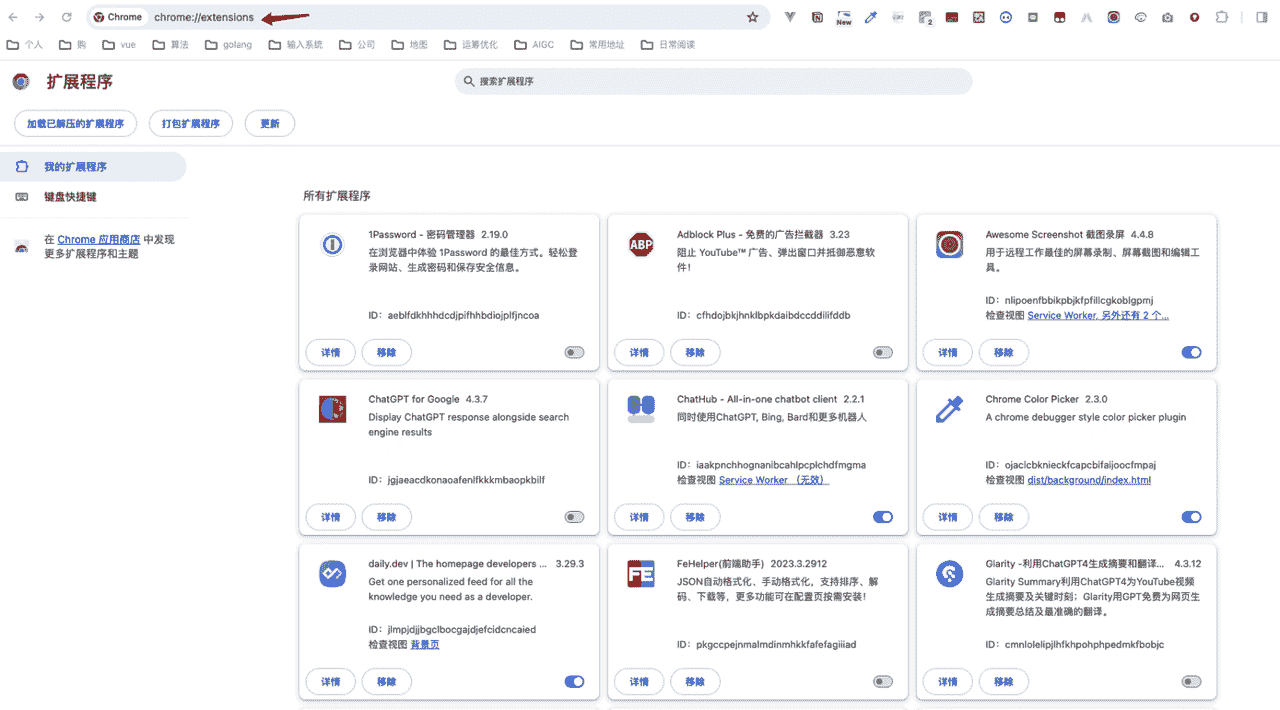 Chrome chrome://extensions
New
2
个人 购 vue 算法 golang 输入系统 公司 地图 运筹优化 AIGC 常用地址 日常阅读
扩展程序
搜索扩展程序
加载已解压的扩展程序 打包扩展程序 更新
我的扩展程序
键盘快捷键
在 Chrome 应用商店 中发现
更多扩展程序和主题
所有扩展程序
1Password - 密码管理器 2.19.0
在浏览器中体验 1Password 的最佳方式。轻松登
录网站、生成密码和保存安全信息。
ID: aeblfdkhhhdcdjpifhhbdiojplfjncoa
详情 移除
ABP
Adblock Plus - 免费的广告拦截器 3.23
阻止 YouTube™ 广告、弹出窗口并抵御恶意软
件!
ID: cfhdojbkjhnklbpkdaibdccddilifddb
详情 移除
Awesome Screenshot 截图录屏 4.4.8
用于远程工作最佳的屏幕录制、屏幕截图和编辑工
具。
ID: nlipoenfbbikpbjkfpfillcgkoblgpmj
检查视图 Service Worker, 另外还有 2 个...
详情 移除
ChatGPT for Google 4.3.7
Display ChatGPT response alongside search
engine results
ID: jgjaeacdkonaoafenlfkkkmbaopkbilf
详情 移除
ChatHub - All-in-one chatbot client 2.2.1
同时使用ChatGPT, Bing, Bard和更多机器人
ID: iaakpnchhognanibcahlpcplchdfmgma
检查视图 Service Worker （无效）
详情 移除
Chrome Color Picker 2.3.0
A chrome debugger style color picker plugin
ID: ojaclcbknieckfcapcbifaijoocfmpaj
检查视图 dist/background/index.html
详情 移除
daily.dev | The homepage developers ... 3.29.3
Get one personalized feed for all the
knowledge you need as a developer.
ID: jlmpjdjjbgclbocgajdjefcidcncaied
检查视图 背景页
详情 移除
FE
FeHelper(前端助手) 2023.3.2912
JSON自动格式化、手动格式化，支持排序、解
码、下载等，更多功能可在配置页按需安装!
ID: pkgccpejnmalmdinmhkkfafefagiiiad
详情 移除
Glarity -利用ChatGPT4生成摘要和翻译... 4.3.12
Glarity Summary利用ChatGPT4为YouTube视频
生成摘要及关键时刻；Glarity用GPT免费为网页生
成摘要总结及最准确的翻译。
ID: cmnlolelipjlhfkhpohphpedmkfbobjc
详情 移除